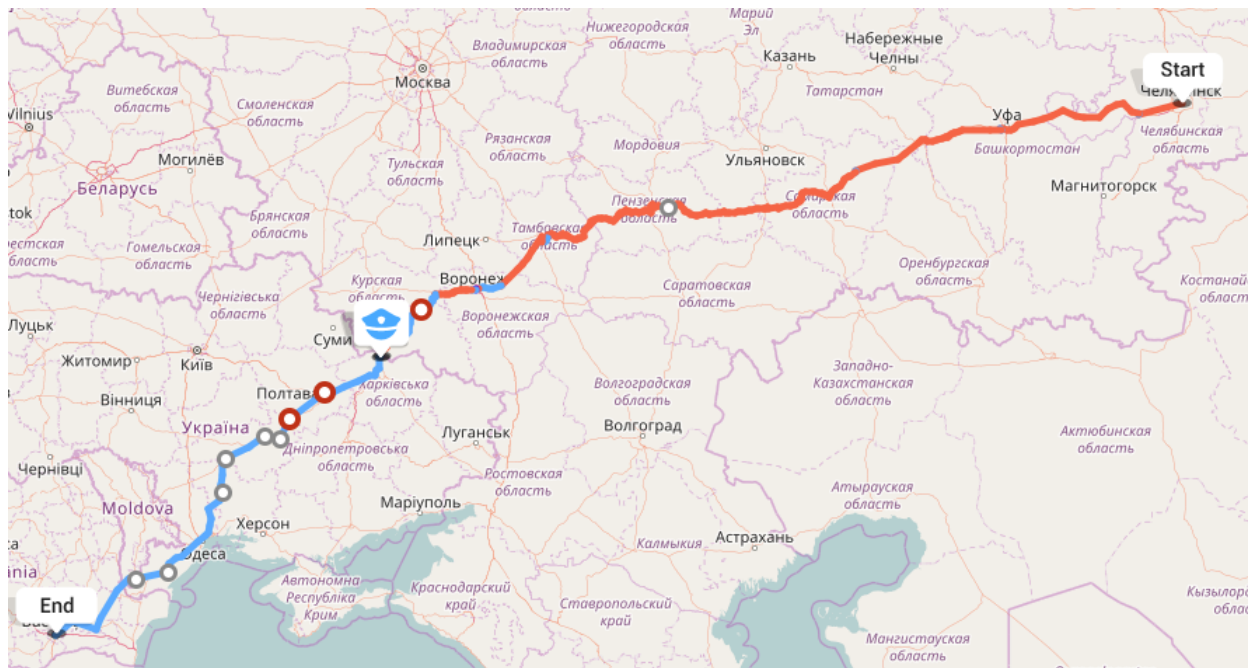 Марий
Эл
Нижегородская
область
Владимирская
область
Казань
Набережные
Челны
Москва
Start
Витебская
область
Смоленская
область
Татарстан
Челябинск
Vilnius
Рязанская
область
Уфа
Башкортостан
Челябинская
область
Могилёв
Тульская
область
Мордовия
Ульяновск
Магнитогорск
Беларусь
Брянская
область
Пензенская
область
Самарская
область
Гомельская
область
Липецк
Тамбовская
область
Оренбургская
область
Курская
область
Воронеж
Саратовская
область
Чернігівська
область
Воронежская
область
Луцьк
Суми
Житомир
Київ
Западно-
Казахстанская
область
Полтава
Харківська
область
Волгоградская
область
Вінниця
Україна
Луганськ
Волгоград
Актюбинская
область
Дніпропетровська
область
Чернівці
Ростовская
область
Атырауская
область
Moldova
Маріуполь
Херсон
Астрахань
Одеса
Калмыкия
Автономна
Республіка
Крим
Краснодарский
край
Ставропольский
край
End
Мангистауская
область